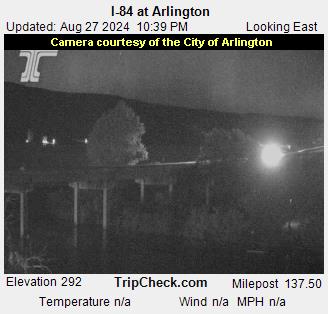 I-84 at Arlington
Updated: Aug 27 2024 10:39 PM Looking East
Camera courtesy of the City of Arlington
Elevation 292 TripCheck.com Milepost 137.50
Temperature n/a Wind n/a MPH n/a